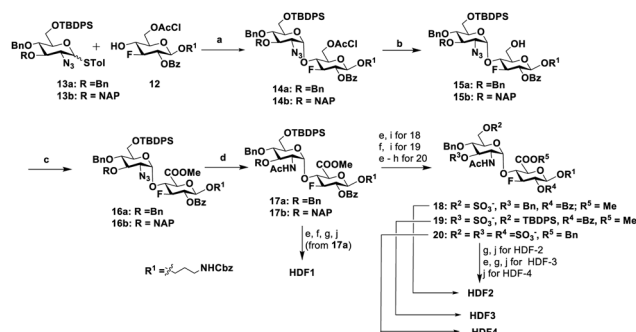 OTBDPS
BnO
RO
N3
STol
13a: R = Bn
13b: R = NAP
+
OAcCl
HO
F
OR1
OBz
12
a
OTBDPS
BnO
RO
N3
OAcCl
O
F
OR1
OBz
14a: R = Bn
14b: R = NAP
b
OTBDPS
BnO
RO
N3
OH
O
F
OR1
OBz
15a: R = Bn
15b: R = NAP
c
OTBDPS
BnO
RO
N3
COOMe
O
F
OR1
OBz
16a: R = Bn
16b: R = NAP
d
OTBDPS
BnO
RO
AcHN
COOMe
O
F
OR1
OBz
17a: R = Bn
17b: R = NAP
e, f, g, j
(from 17a)
HDF1
e, i for 18
f, i for 19
e - h for 20
OR2
BnO
R3O
AcHN
COOR5
O
F
OR1
OR4
18: R2 = SO3-, R3 = Bn, R4 = Bz; R5 = Me
19: R3 = SO3-, R2 = TBDPS, R4 =Bz, R5 = Me
20: R2 = R3 = R4 =SO3-, R5 = Bn
g, j for HDF-2
e, g, j for HDF-3
j for HDF-4
HDF2
HDF3
HDF4
R1 =
NHCbz